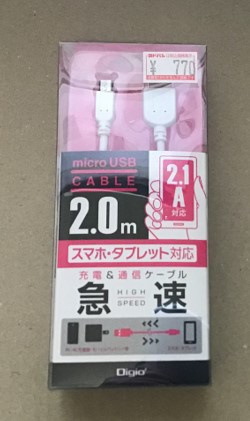 ¥ 770
micro USB
CABLE
2.1
A
対応
2.0m
スマホ・タブレット対応
充電&通信ケーブル
急 HIGH SPEED 速
Digio²